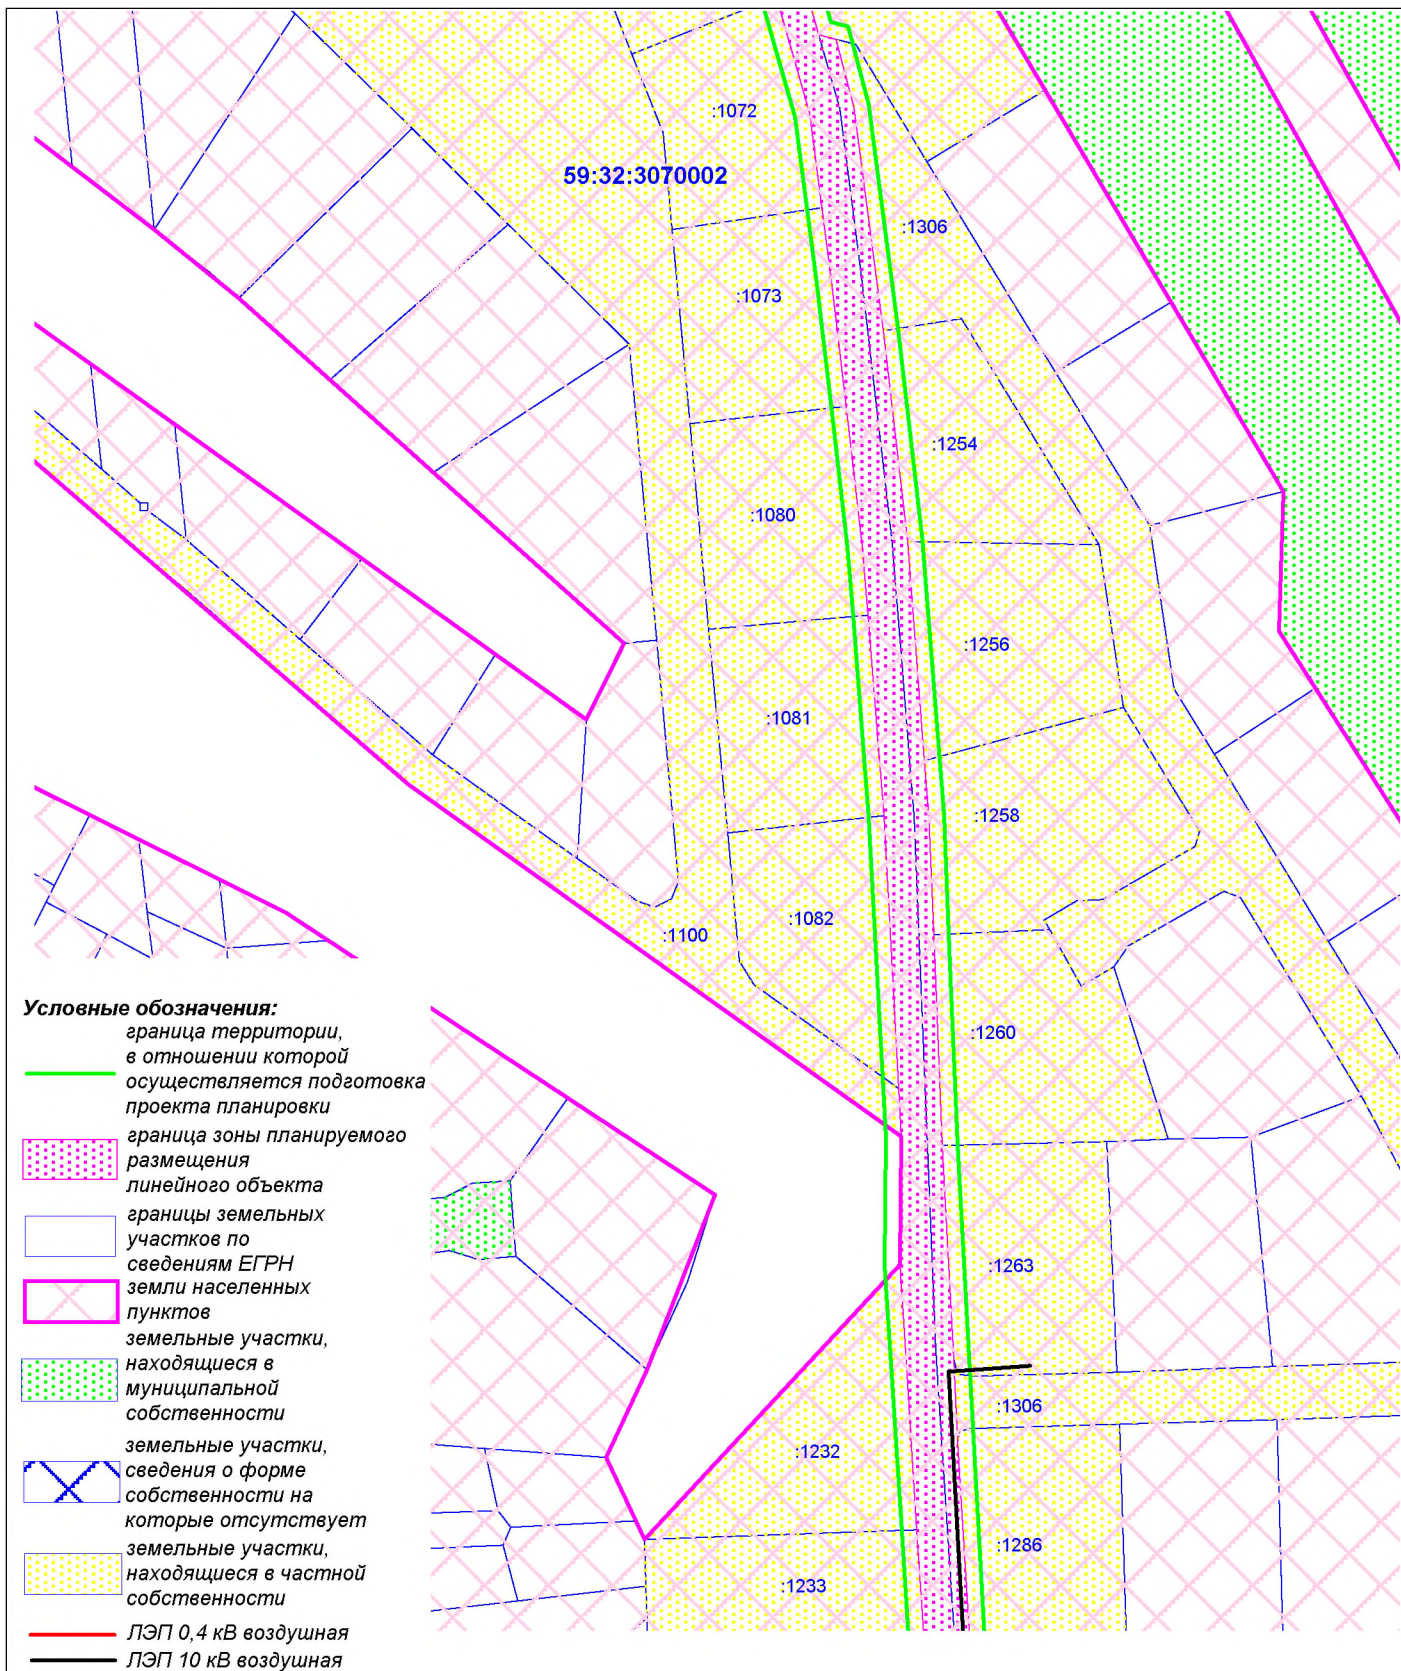 :1072
59:32:3070002
:1306
:1073
:1254
:1080
:1256
:1081
:1258
:1082
:1100
:1260
:1263
:1306
:1232
:1286
:1233
Условные обозначения:
граница территории,
в отношении которой
осуществляется подготовка
проекта планировки
граница зоны планируемого
размещения
линейного объекта
границы земельных
участков по
сведениям ЕГРН
земли населенных
пунктов
земельные участки,
находящиеся в
муниципальной
собственности
земельные участки,
сведения о форме
собственности на
которые отсутствует
земельные участки,
находящиеся в частной
собственности
ЛЭП 0,4 кВ воздушная
ЛЭП 10 кВ воздушная